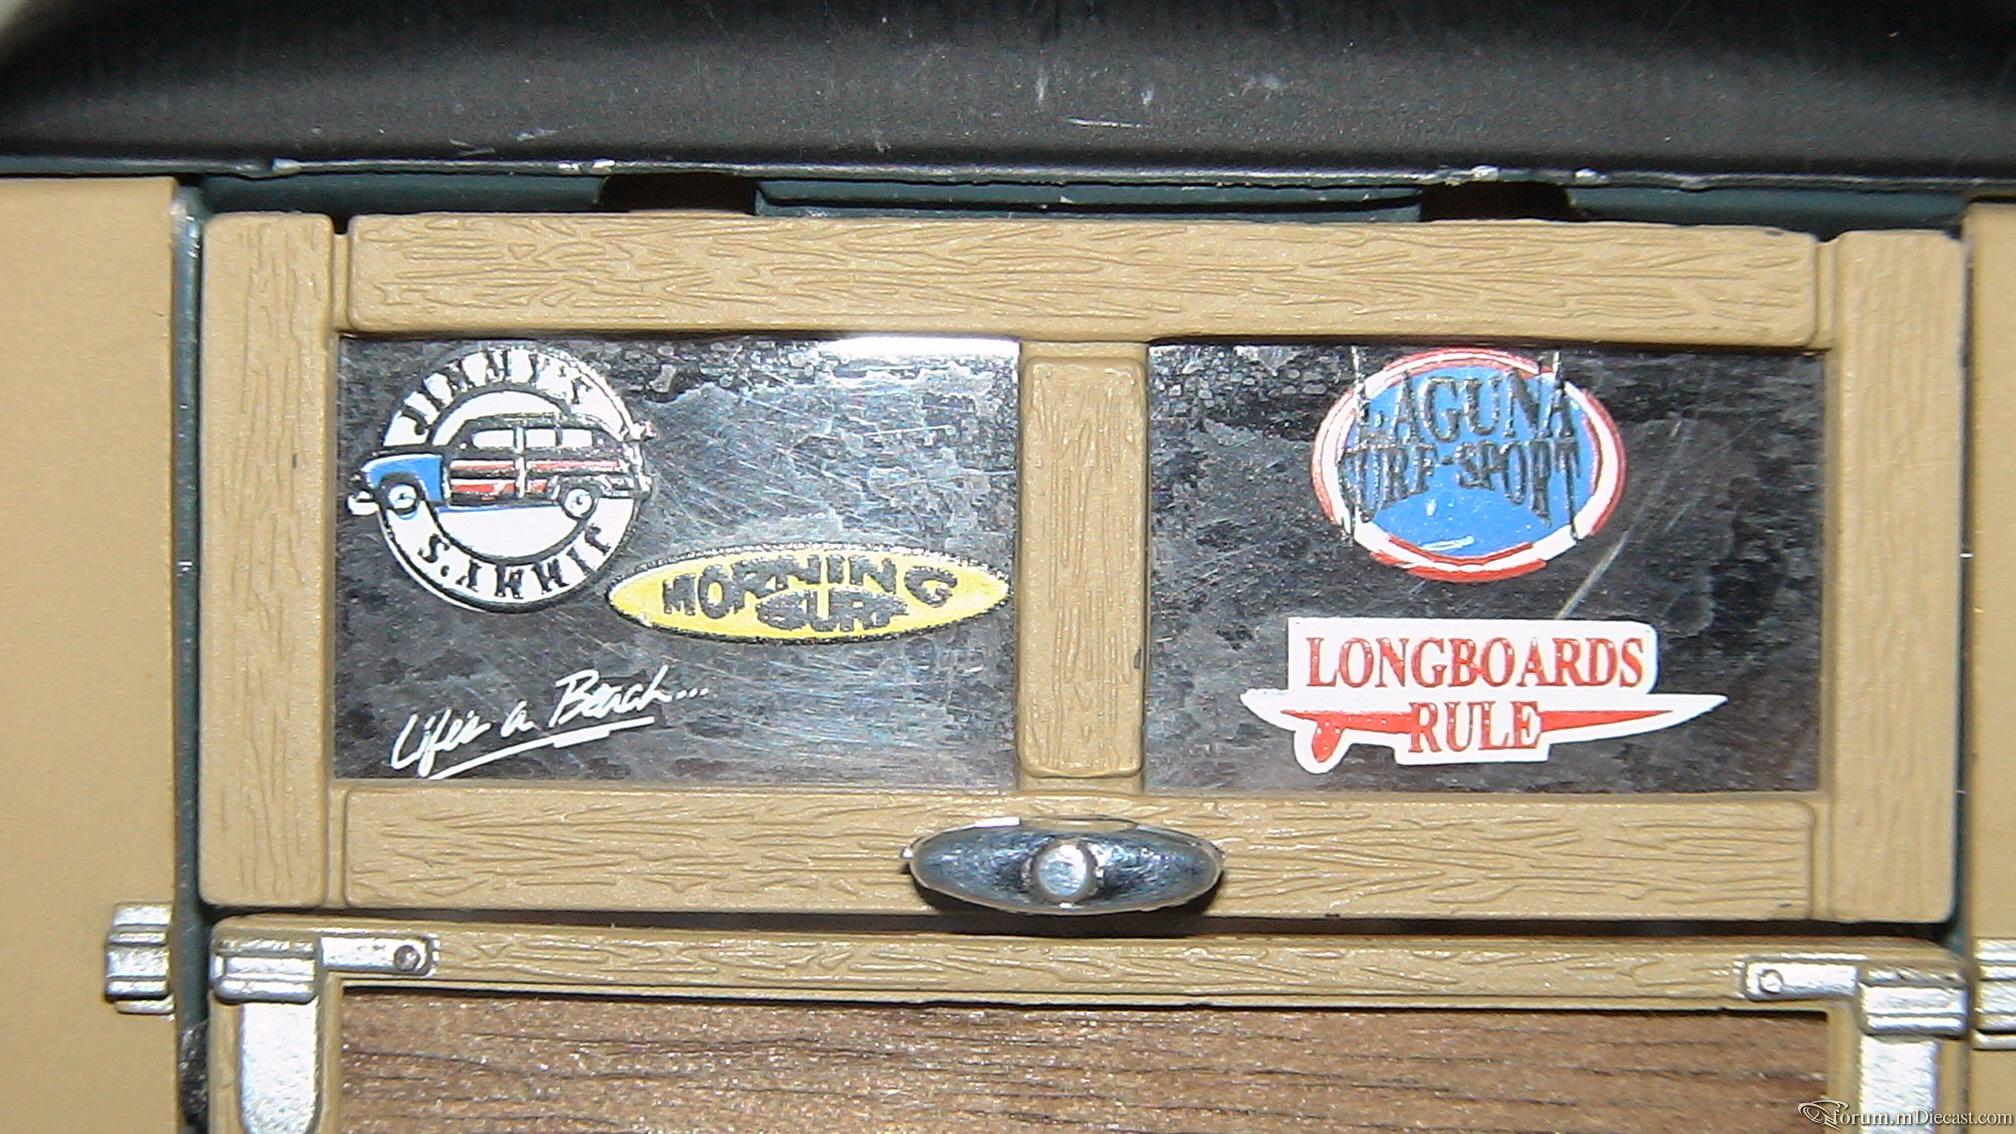 JIMMY'S
JIMMY'S
MORNING
SURF
Life's a Beach...
LAGUNA
SURF-SPORT
LONGBOARDS
RULE
forum.mDiecast.com